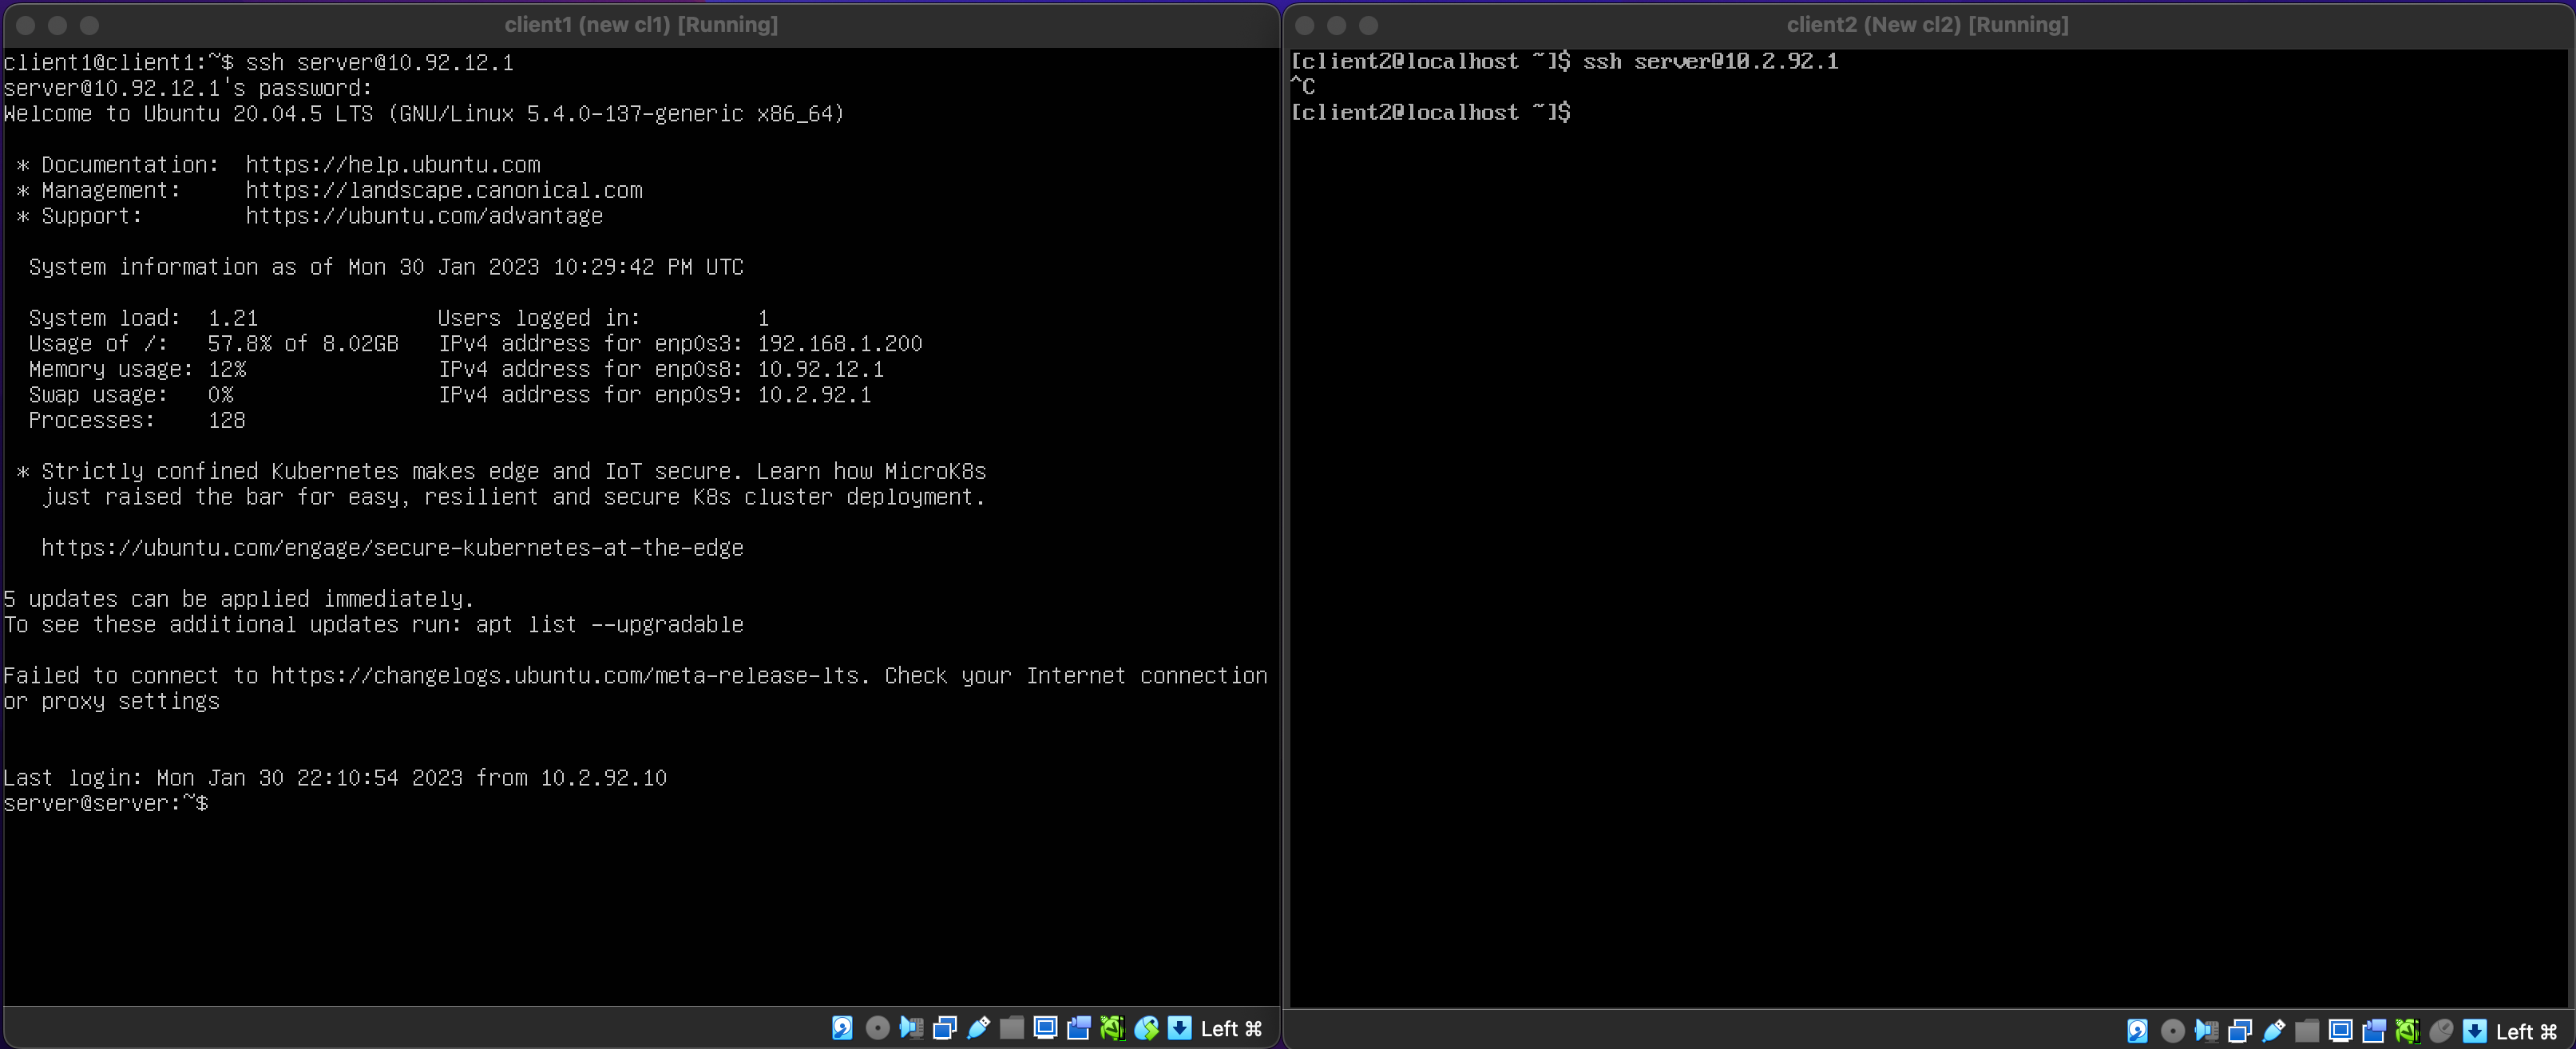 client1 (new cl1) [Running]
client1@client1:~$ ssh server@10.92.12.1
server@10.92.12.1's password:
Welcome to Ubuntu 20.04.5 LTS (GNU/Linux 5.4.0-137-generic x86_64)
* Documentation:  https://help.ubuntu.com
* Management:     https://landscape.canonical.com
* Support:        https://ubuntu.com/advantage
System information as of Mon 30 Jan 2023 10:29:42 PM UTC
System load:  1.21              Users logged in:         1
Usage of /:   57.8% of 8.02GB   IPv4 address for enp0s3: 192.168.1.200
Memory usage: 12%               IPv4 address for enp0s8: 10.92.12.1
Swap usage:   0%                IPv4 address for enp0s9: 10.2.92.1
Processes:    128
* Strictly confined Kubernetes makes edge and IoT secure. Learn how MicroK8s
just raised the bar for easy, resilient and secure K8s cluster deployment.
https://ubuntu.com/engage/secure-kubernetes-at-the-edge
5 updates can be applied immediately.
To see these additional updates run: apt list --upgradable
Failed to connect to https://changelogs.ubuntu.com/meta-release-lts. Check your Internet connection
or proxy settings
Last login: Mon Jan 30 22:10:54 2023 from 10.2.92.10
server@server:~$
Left ⌘
client2 (New cl2) [Running]
[client2@localhost ~]$ ssh server@10.2.92.1
^C
[client2@localhost ~]$
Left ⌘